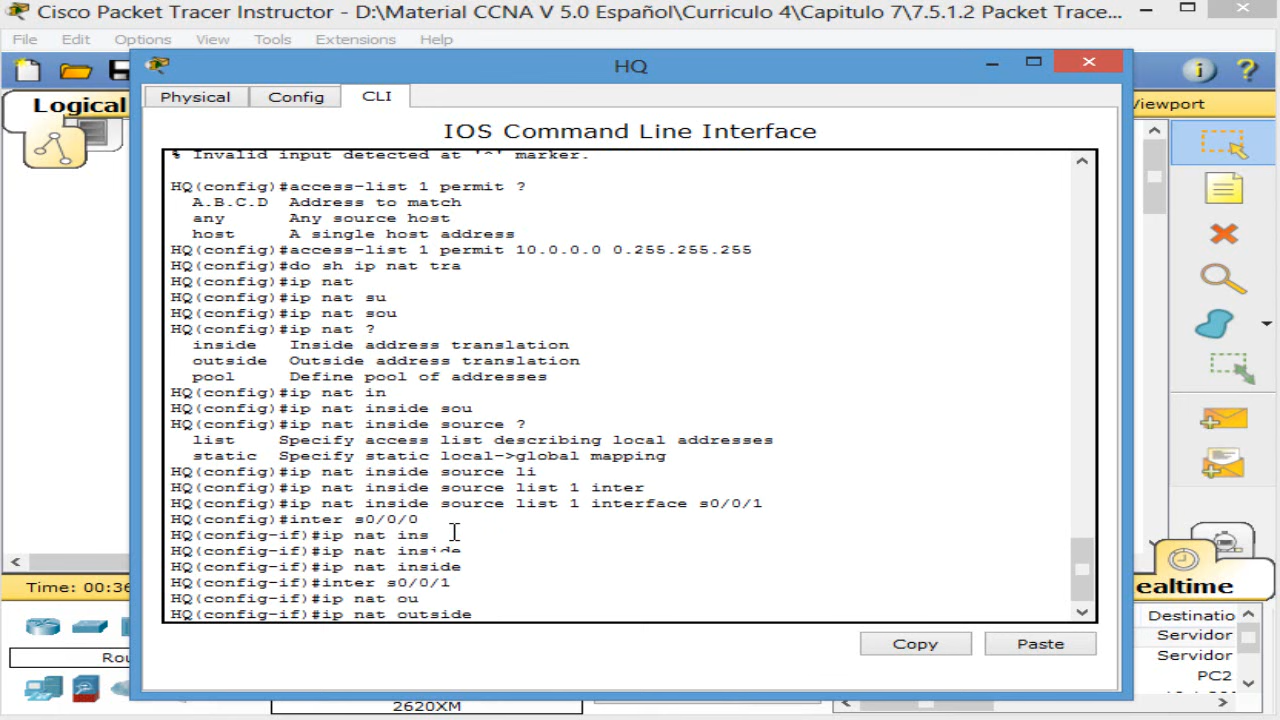 Cisco Packet Tracer Instructor - D:\Material CCNA V 5.0 Español\Curriculo 4\Capitulo 7\7.5.1.2 Packet Trace...
File Edit Options View Tools Extensions Help
HQ
Logical
Viewport
Physical Config CLI
IOS Command Line Interface
% Invalid input detected at '^' marker.
HQ(config)#access-list 1 permit ?
A.B.C.D Address to match
any Any source host
host A single host address
HQ(config)#access-list 1 permit 10.0.0.0 0.255.255.255
HQ(config)#do sh ip nat tra
HQ(config)#ip nat
HQ(config)#ip nat su
HQ(config)#ip nat sou
HQ(config)#ip nat ?
inside Inside address translation
outside Outside address translation
pool Define pool of addresses
HQ(config)#ip nat in
HQ(config)#ip nat inside sou
HQ(config)#ip nat inside source ?
list Specify access list describing local addresses
static Specify static local->global mapping
HQ(config)#ip nat inside source li
HQ(config)#ip nat inside source list 1 inter
HQ(config)#ip nat inside source list 1 interface s0/0/1
HQ(config)#inter s0/0/0
HQ(config-if)#ip nat ins
HQ(config-if)#ip nat inside
HQ(config-if)#ip nat inside
HQ(config-if)#inter s0/0/1
HQ(config-if)#ip nat ou
HQ(config-if)#ip nat outside
Copy Paste
Time: 00:36
ealtime
Rou
2620XM
Destinatio
Servidor
Servidor
PC2